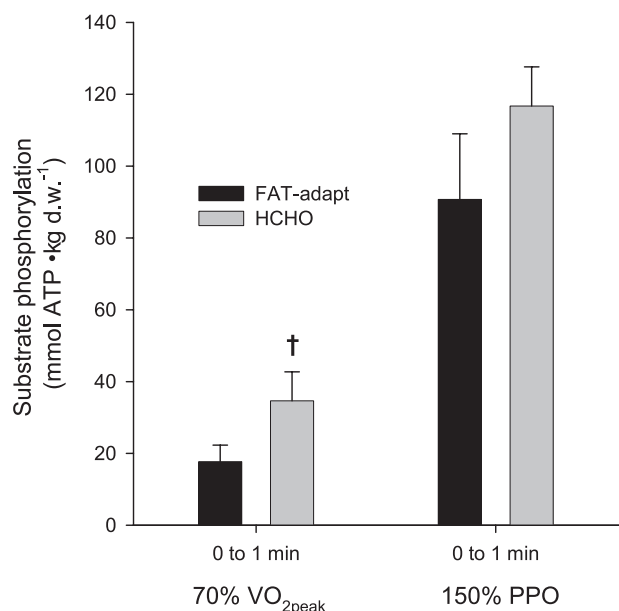 Substrate phosphorylation
(mmol ATP •kg d.w.⁻¹)
140
120
100
80
60
40
20
0
FAT-adapt
HCHO
†
0 to 1 min
0 to 1 min
70% VO₂peak
150% PPO